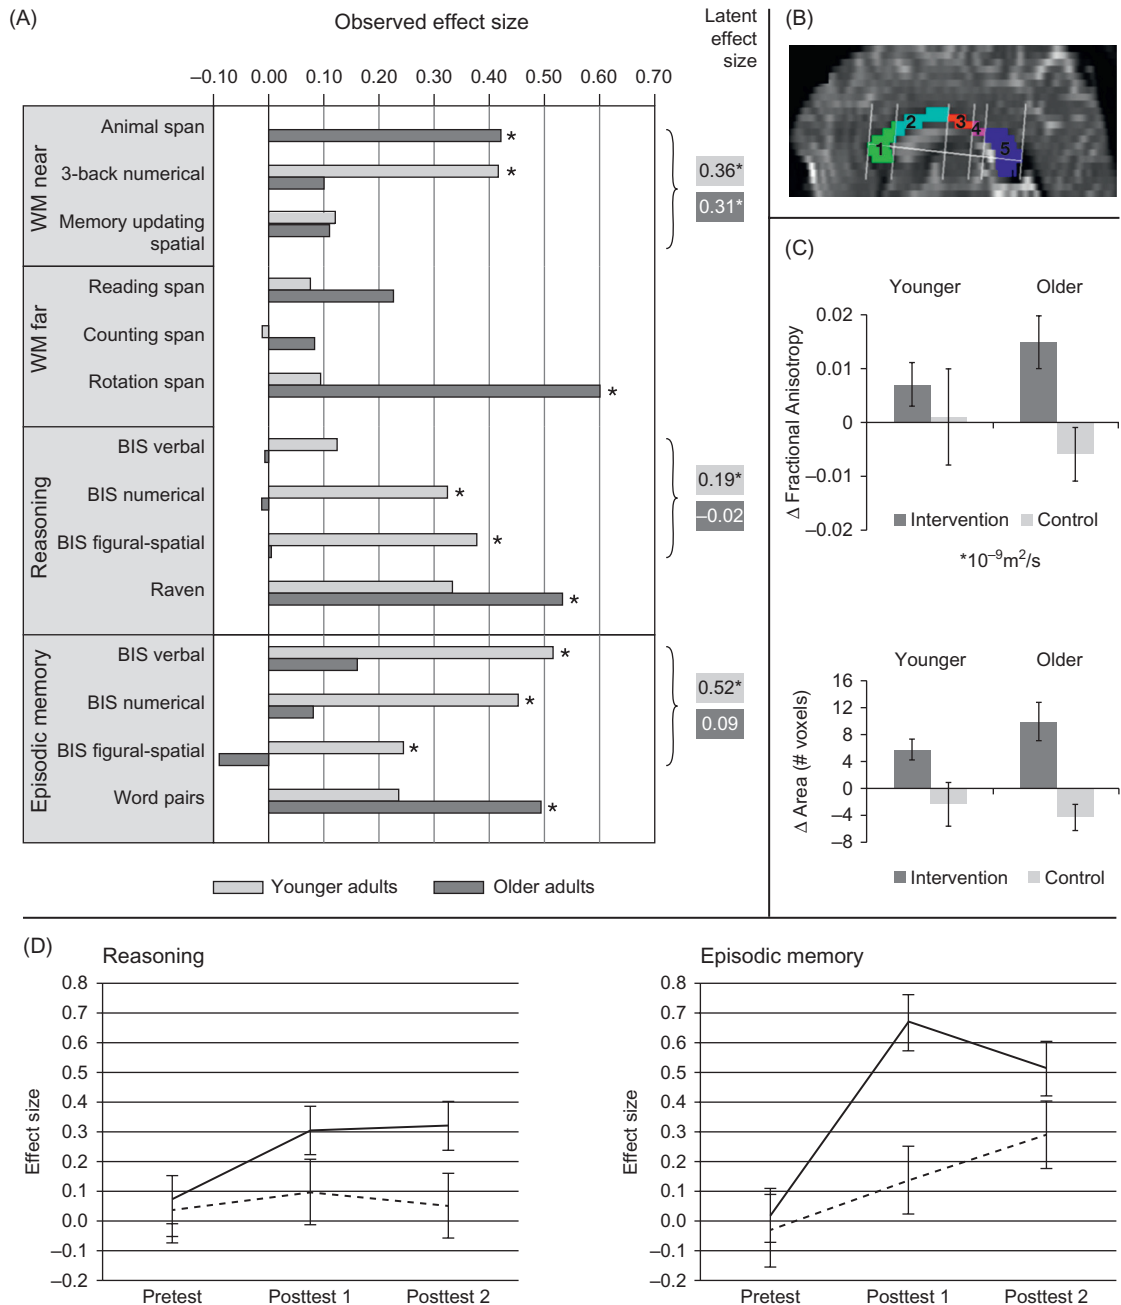 (A)
Observed effect size
Latent
effect
size
–0.10 0.00 0.10 0.20 0.30 0.40 0.50 0.60 0.70
WM near
Animal span
*
3-back numerical
*
Memory updating
spatial
0.36*
0.31*
WM far
Reading span
Counting span
Rotation span
*
Reasoning
BIS verbal
BIS numerical
*
BIS figural-spatial
*
Raven
*
0.19*
–0.02
Episodic memory
BIS verbal
*
BIS numerical
*
BIS figural-spatial
*
Word pairs
*
0.52*
0.09
Younger adults
Older adults
(B)
1
2
3
4
5
(C)
Younger
Older
Δ Fractional Anisotropy
0.02
0.01
0
–0.01
–0.02
Intervention
Control
*10⁻⁹m²/s
Younger
Older
Δ Area (# voxels)
16
12
8
4
0
–4
–8
Intervention
Control
(D)
Reasoning
Effect size
0.8
0.7
0.6
0.5
0.4
0.3
0.2
0.1
0.0
–0.1
–0.2
Pretest
Posttest 1
Posttest 2
Episodic memory
Effect size
0.8
0.7
0.6
0.5
0.4
0.3
0.2
0.1
0.0
–0.1
–0.2
Pretest
Posttest 1
Posttest 2